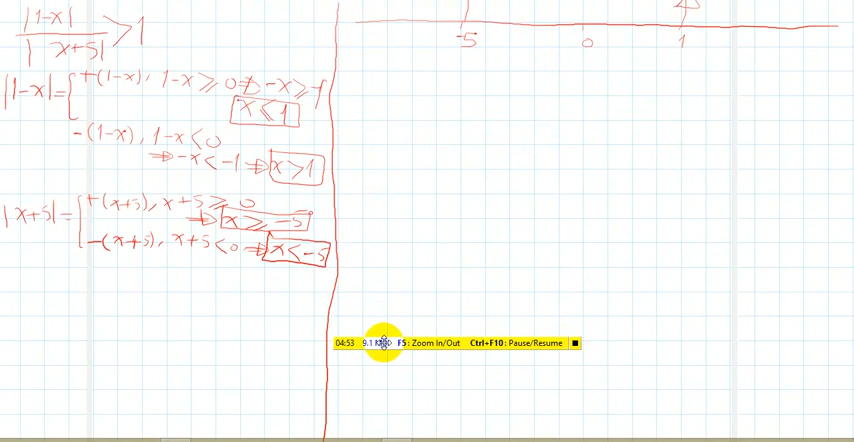 |1-x|
|x+5| >1
|1-x|= { +(1-x), 1-x ⩾ 0 ⇒ -x ⩾ -1
x ⩽ 1
-(1-x), 1-x < 0
⇒ -x < -1 ⇒ x > 1
|x+5|= { +(x+5), x+5 ⩾ 0
⇒ x ⩾ -5
-(x+5), x+5 < 0 ⇒ x < -5
-5 0 1
04:53 F5: Zoom In/Out Ctrl+F10: Pause/Resume